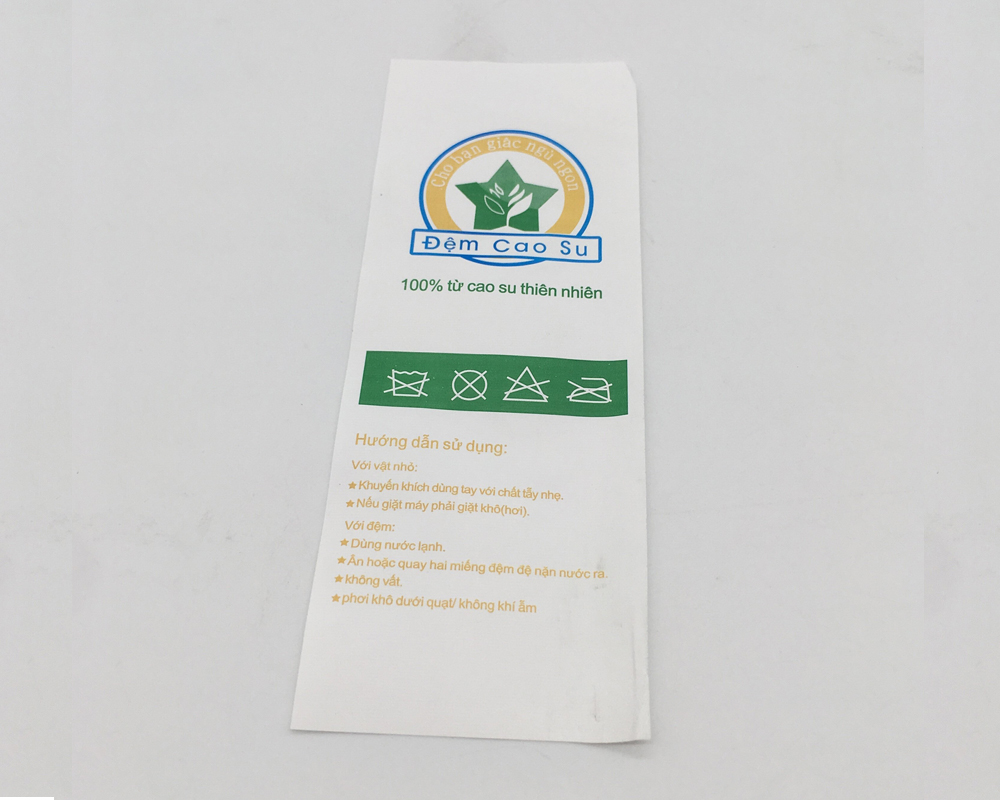 Cho bạn giấc ngủ ngon
Đệm Cao Su
100% từ cao su thiên nhiên
Hướng dẫn sử dụng:
Với vật nhỏ:
Khuyến khích dùng tay với chất tẩy nhẹ.
Nếu giặt máy phải giặt khô(hơi).
Với đệm:
Dùng nước lạnh.
Ấn hoặc quay hai miếng đệm để nặn nước ra.
không vắt.
phơi khô dưới quạt/ không khí ẩm